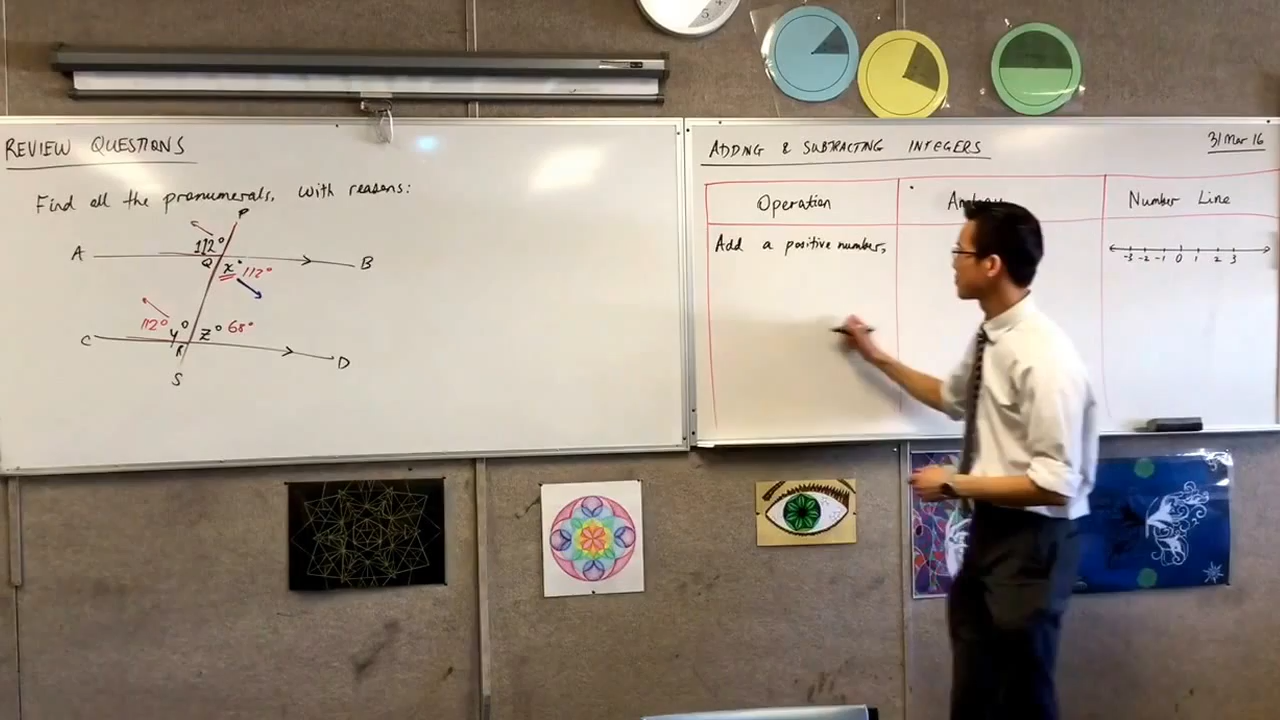 REVIEW QUESTIONS
Find all the pronumerals, with reasons:
P
A 112° B
Q x° 112°
112° y° z° 68°
C R D
S
ADDING & SUBTRACTING INTEGERS 31 Mar 16
Operation Number Line
Add a positive number,
-3 -2 -1 0 1 2 3